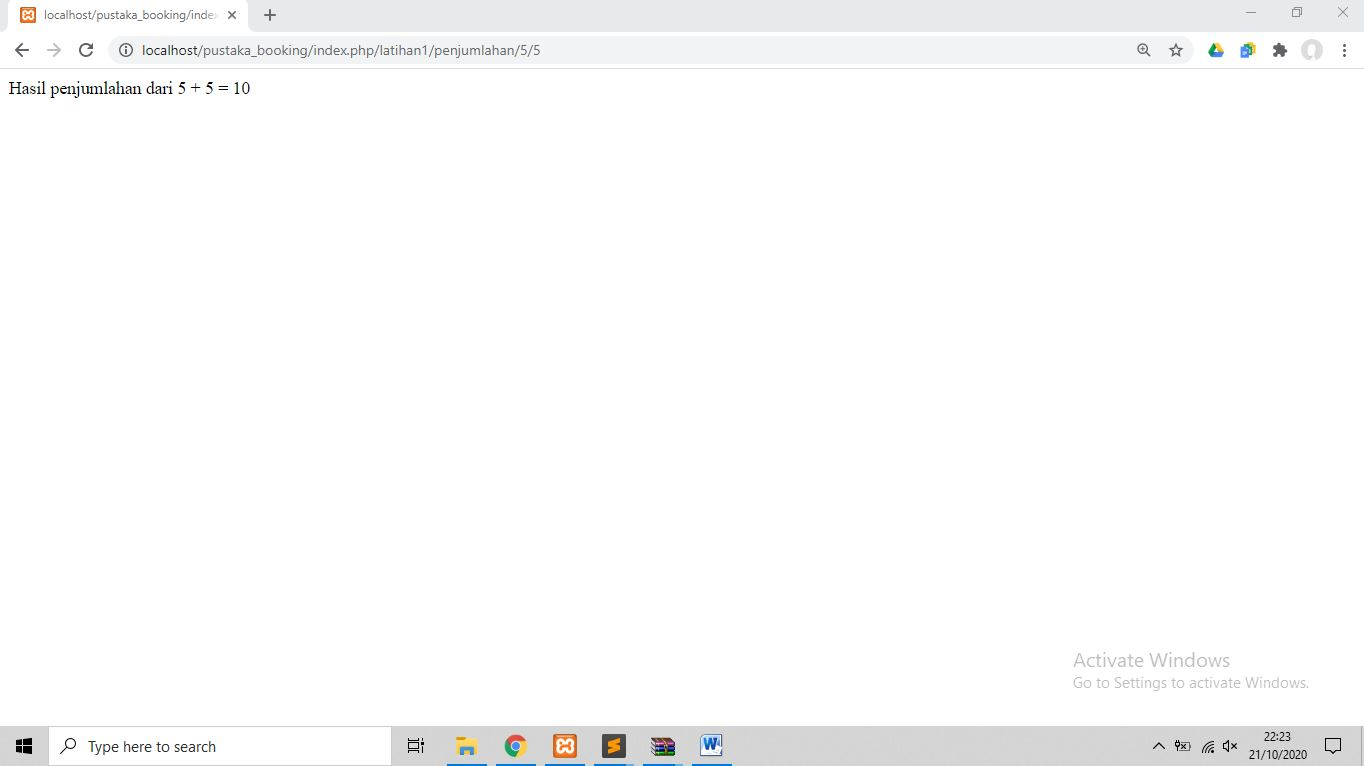 localhost/pustaka_booking/index
localhost/pustaka_booking/index.php/latihan1/penjumlahan/5/5
Hasil penjumlahan dari 5 + 5 = 10
Activate Windows
Go to Settings to activate Windows.
Type here to search
22:23
21/10/2020